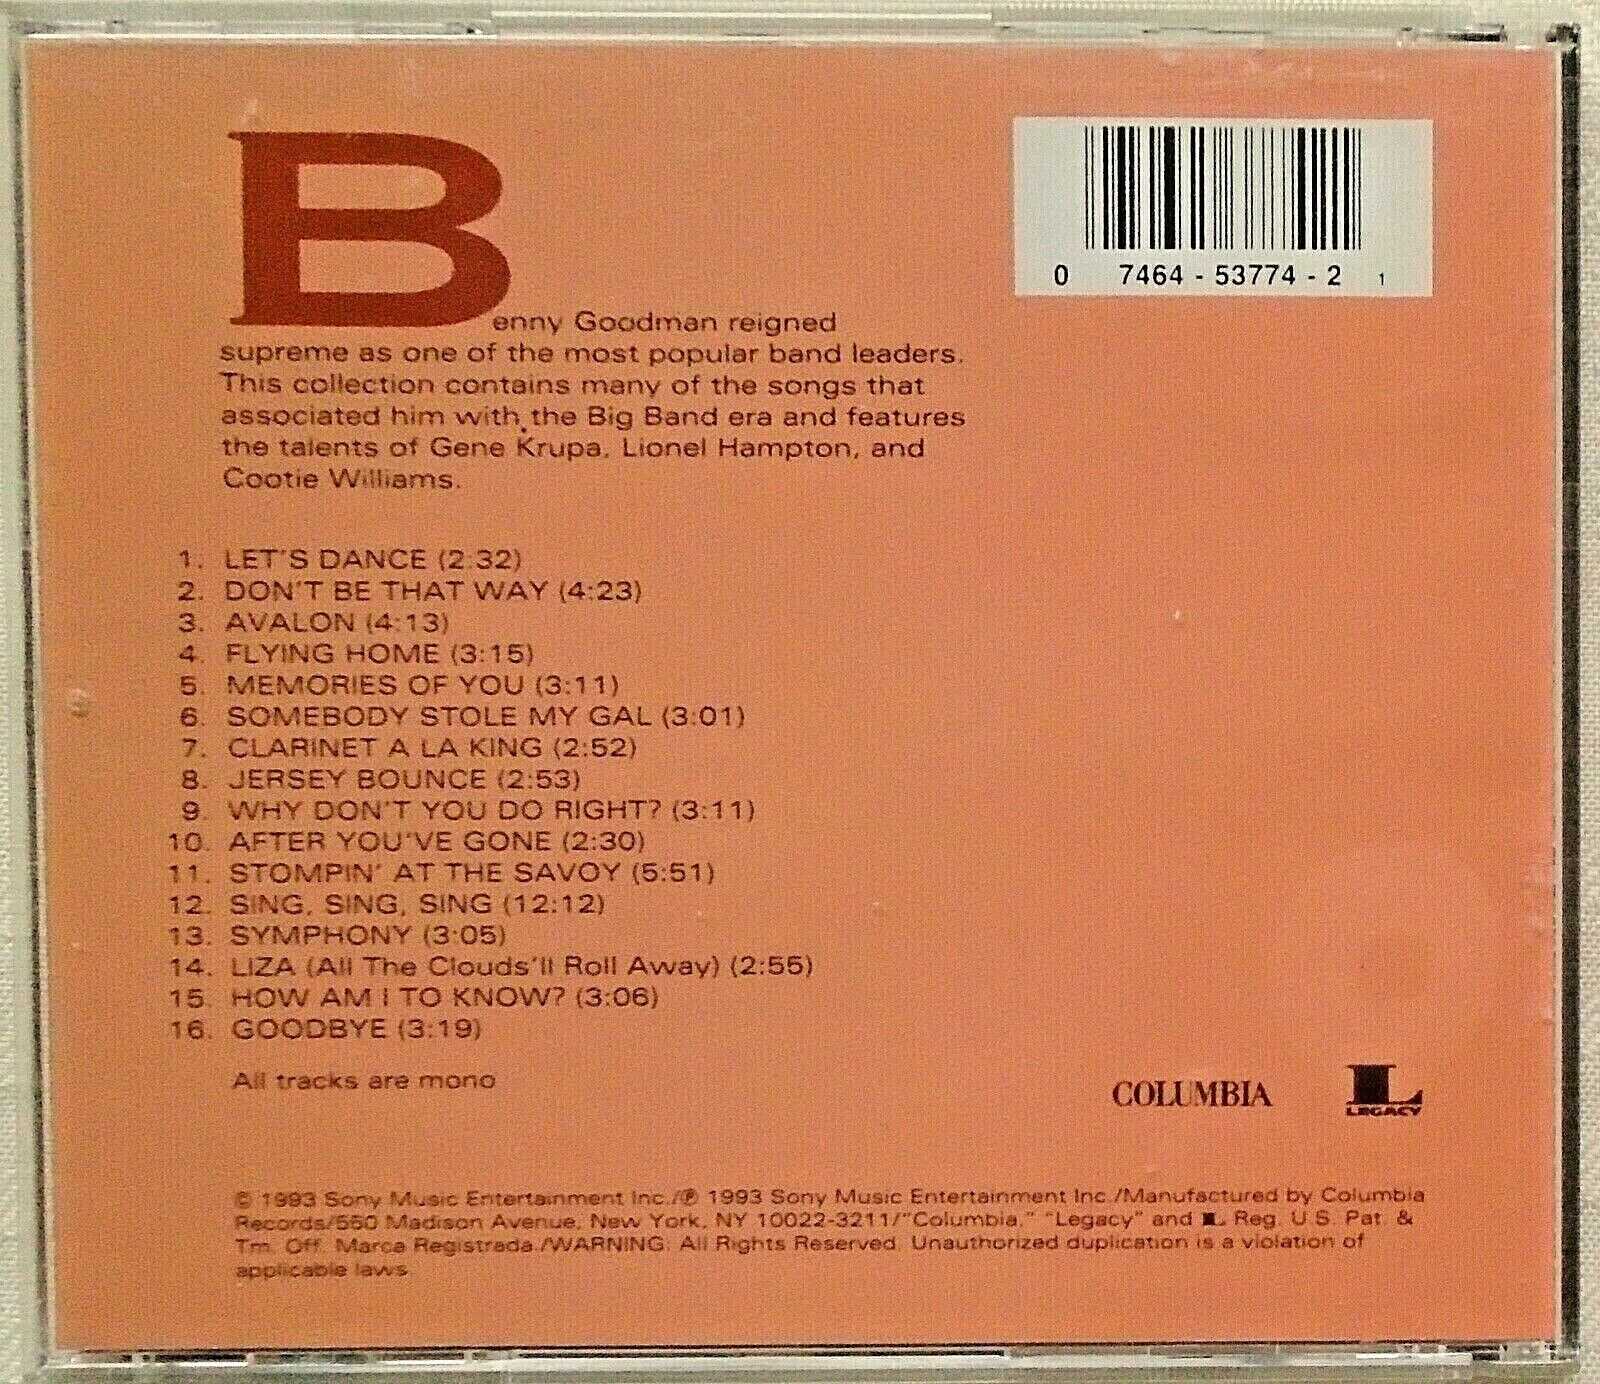 Benny Goodman reigned
supreme as one of the most popular band leaders.
This collection contains many of the songs that
associated him with the Big Band era and features
the talents of Gene Krupa, Lionel Hampton, and
Cootie Williams.
0 7464 - 53774 - 2 1
1. LET'S DANCE (2:32)
2. DON'T BE THAT WAY (4:23)
3. AVALON (4:13)
4. FLYING HOME (3:15)
5. MEMORIES OF YOU (3:11)
6. SOMEBODY STOLE MY GAL (3:01)
7. CLARINET A LA KING (2:52)
8. JERSEY BOUNCE (2:53)
9. WHY DON'T YOU DO RIGHT? (3:11)
10. AFTER YOU'VE GONE (2:30)
11. STOMPIN' AT THE SAVOY (5:51)
12. SING, SING, SING (12:12)
13. SYMPHONY (3:05)
14. LIZA (All The Clouds'll Roll Away) (2:55)
15. HOW AM I TO KNOW? (3:06)
16. GOODBYE (3:19)
All tracks are mono
COLUMBIA
L
LEGACY
© 1993 Sony Music Entertainment Inc./℗ 1993 Sony Music Entertainment Inc./Manufactured by Columbia
Records/550 Madison Avenue, New York, NY 10022-3211/"Columbia," "Legacy" and L Reg. U.S. Pat. &
Tm. Off. Marca Registrada./WARNING: All Rights Reserved. Unauthorized duplication is a violation of
applicable laws.